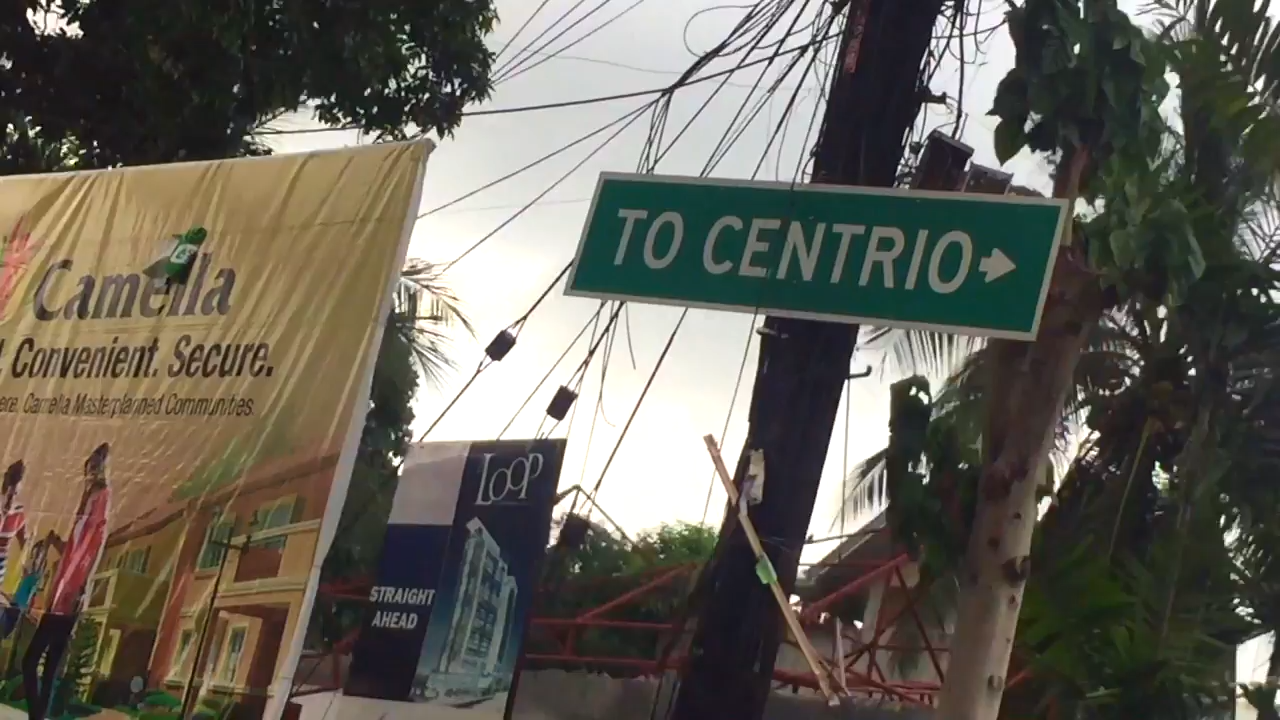 Camella
Convenient. Secure.
Camella Masterplanned Communities.
TO CENTRIO
LOOP
STRAIGHT
AHEAD